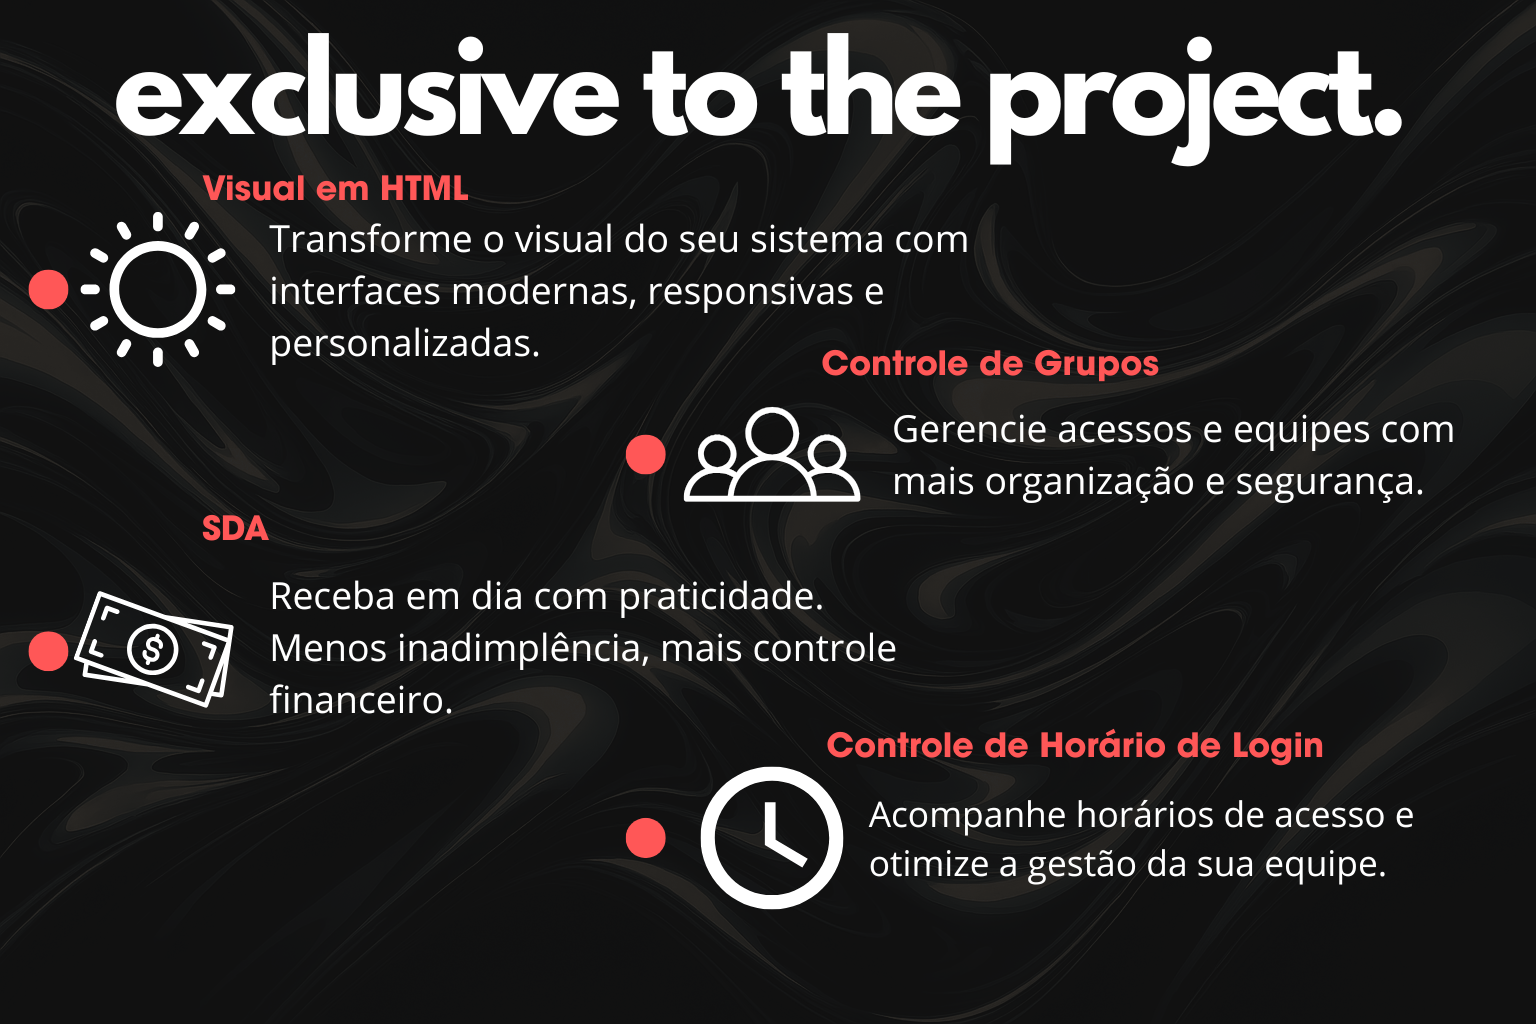 exclusive to the project.
Visual em HTML
Transforme o visual do seu sistema com
interfaces modernas, responsivas e
personalizadas.
Controle de Grupos
Gerencie acessos e equipes com
mais organização e segurança.
SDA
Receba em dia com praticidade.
Menos inadimplência, mais controle
financeiro.
Controle de Horário de Login
Acompanhe horários de acesso e
otimize a gestão da sua equipe.